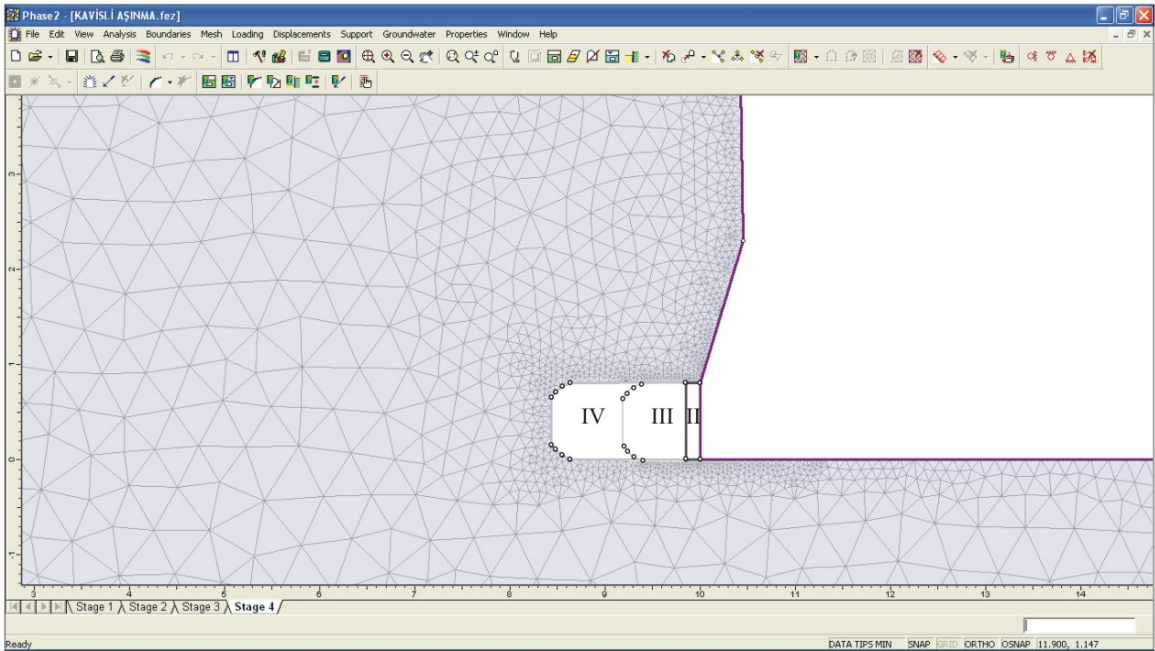 Phase2 - [KAVİSLİ AŞINMA.fez]
File Edit View Analysis Boundaries Mesh Loading Displacements Support Groundwater Properties Window Help
3
2
1
0
-1
IV III II
3 4 5 6 7 8 9 10 11 12 13 14
Stage 1 Stage 2 Stage 3 Stage 4
Ready DATA TIPS MIN SNAP GRID ORTHO OSNAP 11.900, 1.147